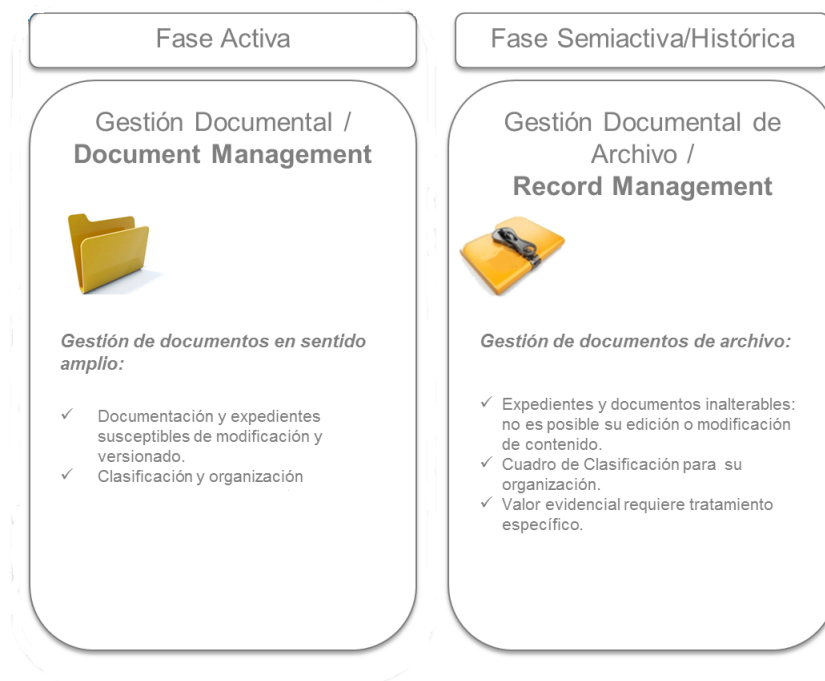 Fase Activa
Gestión Documental /
Document Management
Gestión de documentos en sentido
amplio:
✓ Documentación y expedientes
susceptibles de modificación y
versionado.
✓ Clasificación y organización
Fase Semiactiva/Histórica
Gestión Documental de
Archivo /
Record Management
Gestión de documentos de archivo:
✓ Expedientes y documentos inalterables:
no es posible su edición o modificación
de contenido.
✓ Cuadro de Clasificación para su
organización.
✓ Valor evidencial requiere tratamiento
específico.